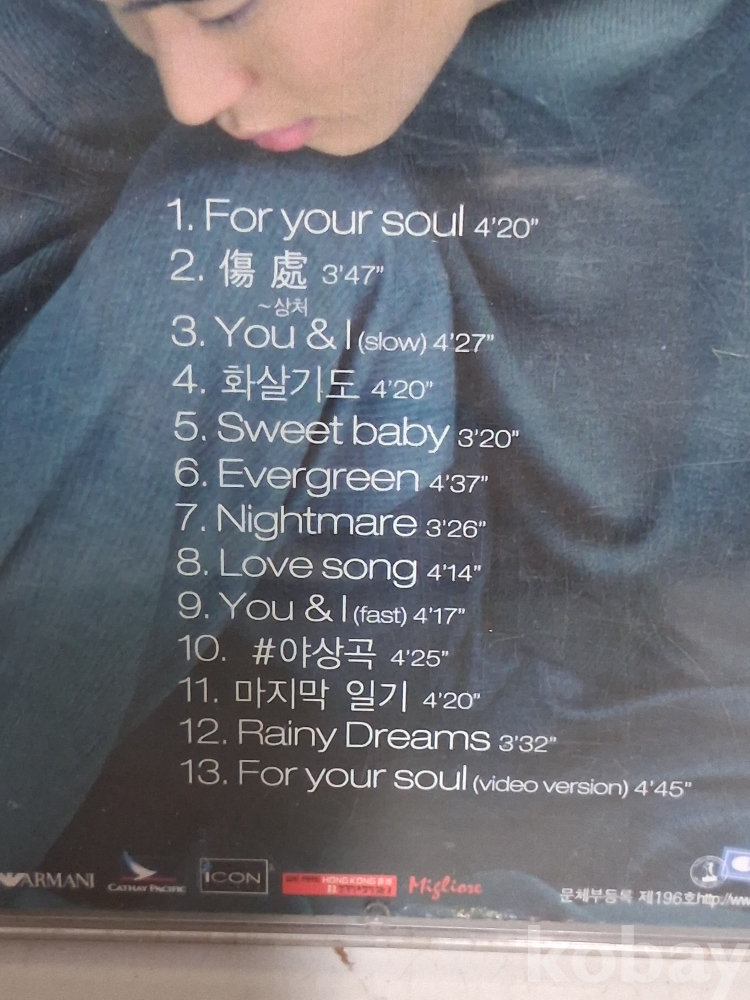 1. For your soul 4'20"
2. 傷 處 3'47"
~상처
3. You & I (slow) 4'27"
4. 화살기도 4'20"
5. Sweet baby 3'20"
6. Evergreen 4'37"
7. Nightmare 3'26"
8. Love song 4'14"
9. You & I (fast) 4'17"
10. #야상곡 4'25"
11. 마지막 일기 4'20"
12. Rainy Dreams 3'32"
13. For your soul (video version) 4'45"
ARMANI CATHAY PACIFIC iCON HONGKONG Migliore
문체부등록 제196호 http://ww
kobay